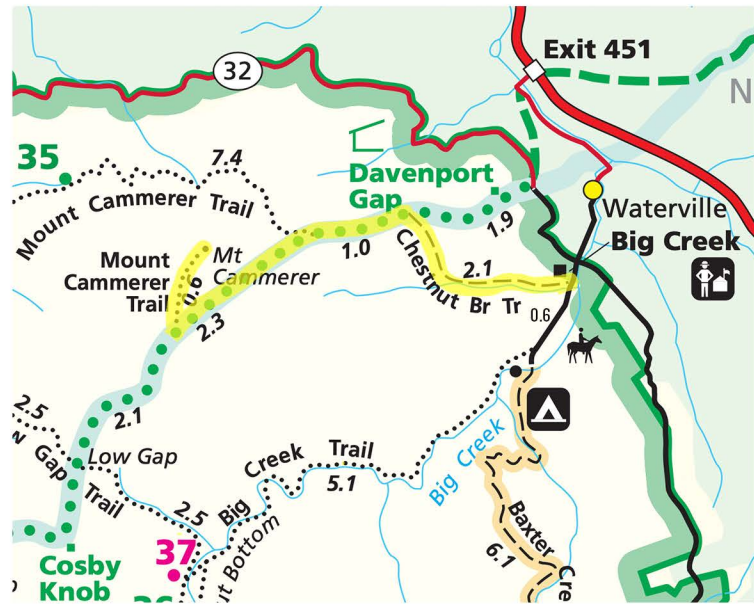 Exit 451
32
N
35
7.4
Davenport
Gap
Mount Cammerer Trail
1.9
Waterville
1.0
Big Creek
Mount
Cammerer
Trail
Mt
Cammerer
0.6
Chestnut Br Tr
2.1
0.6
2.3
2.1
2.5
Low Gap
Gap Trail
Big Creek Trail
5.1
Big Creek
2.5
37
ut Bottom
Baxter Cre
6.1
Cosby
Knob